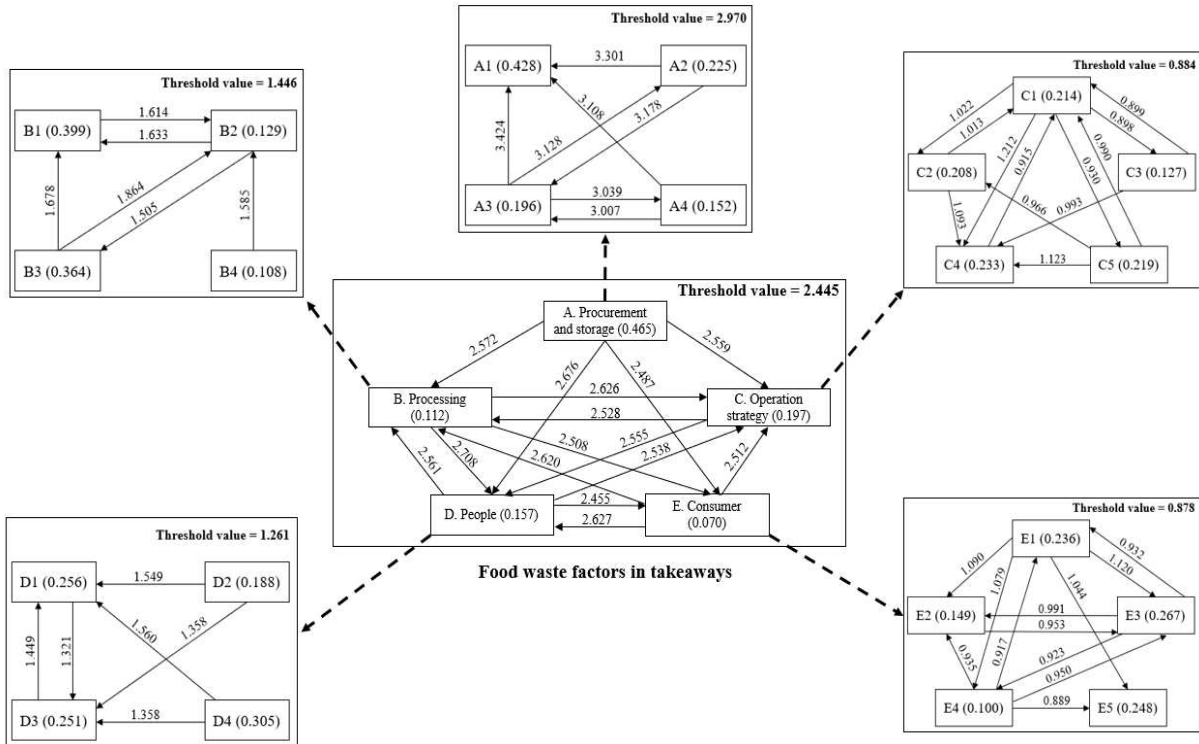 Threshold value = 2.970
A1 (0.428)
3.301
A2 (0.225)
3.424
3.128
3.108
3.178
A3 (0.196)
3.039
3.007
A4 (0.152)
Threshold value = 1.446
B1 (0.399)
1.614
1.633
B2 (0.129)
1.678
1.864
1.505
1.585
B3 (0.364)
B4 (0.108)
Threshold value = 0.884
C1 (0.214)
1.022
1.013
0.899
0.898
C2 (0.208)
1.212
0.915
0.990
0.930
C3 (0.127)
1.093
0.966
0.993
C4 (0.233)
1.123
C5 (0.219)
Threshold value = 2.445
A. Procurement
and storage (0.465)
2.572
2.676
2.487
2.559
B. Processing
(0.112)
2.626
2.528
C. Operation
strategy (0.197)
2.561
2.708
2.620
2.508
2.555
2.538
2.512
D. People (0.157)
2.455
2.627
E. Consumer
(0.070)
Food waste factors in takeaways
Threshold value = 1.261
D1 (0.256)
1.549
D2 (0.188)
1.449
1.321
1.560
1.358
D3 (0.251)
1.358
D4 (0.305)
Threshold value = 0.878
E1 (0.236)
1.090
1.079
1.044
1.120
0.932
E2 (0.149)
0.991
0.953
E3 (0.267)
0.935
0.917
0.923
0.950
E4 (0.100)
0.889
E5 (0.248)